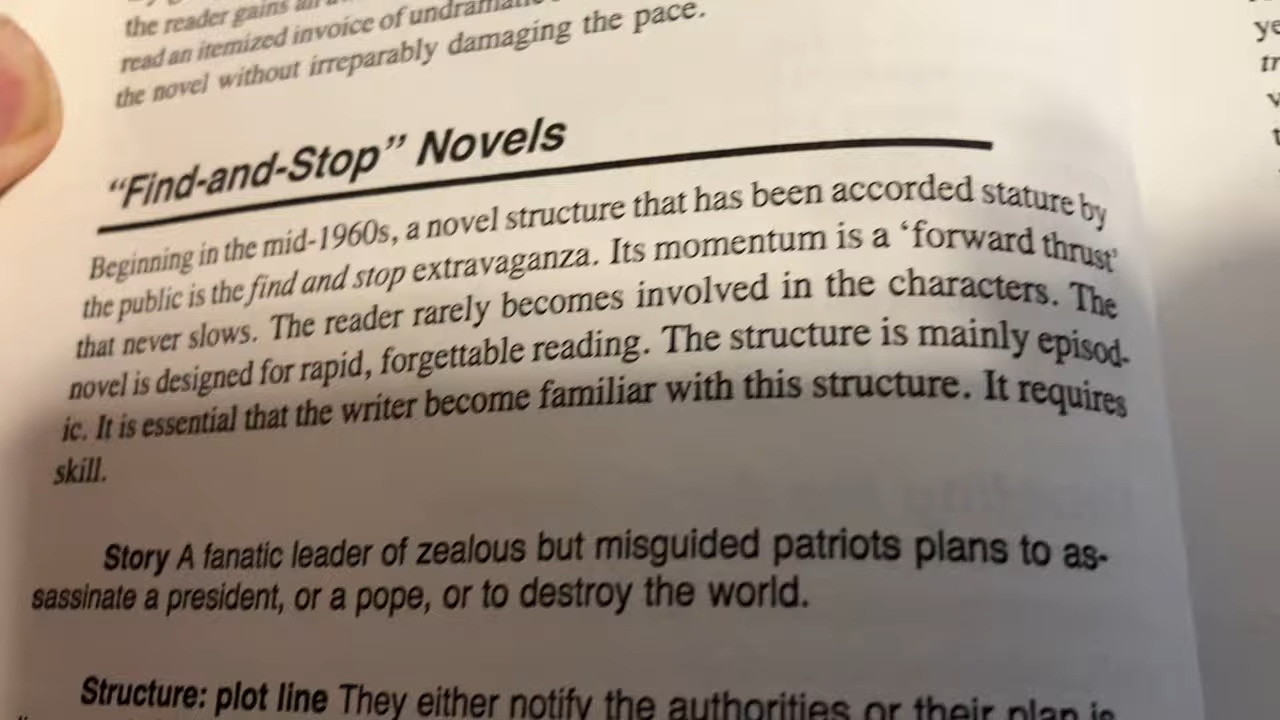 the reader gains
read an itemized invoice of
the novel without irreparably damaging the pace.
“Find-and-Stop” Novels
Beginning in the mid-1960s, a novel structure that has been accorded stature by
the public is the find and stop extravaganza. Its momentum is a ‘forward thrust’
that never slows. The reader rarely becomes involved in the characters. The
novel is designed for rapid, forgettable reading. The structure is mainly episod-
ic. It is essential that the writer become familiar with this structure. It requires
skill.
Story A fanatic leader of zealous but misguided patriots plans to as-
sassinate a president, or a pope, or to destroy the world.
Structure: plot line They either notify the authorities or their plan is